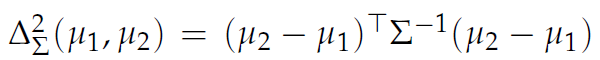 Δ²_Σ(μ₁, μ₂) = (μ₂ − μ₁)^⊤Σ⁻¹(μ₂ − μ₁)